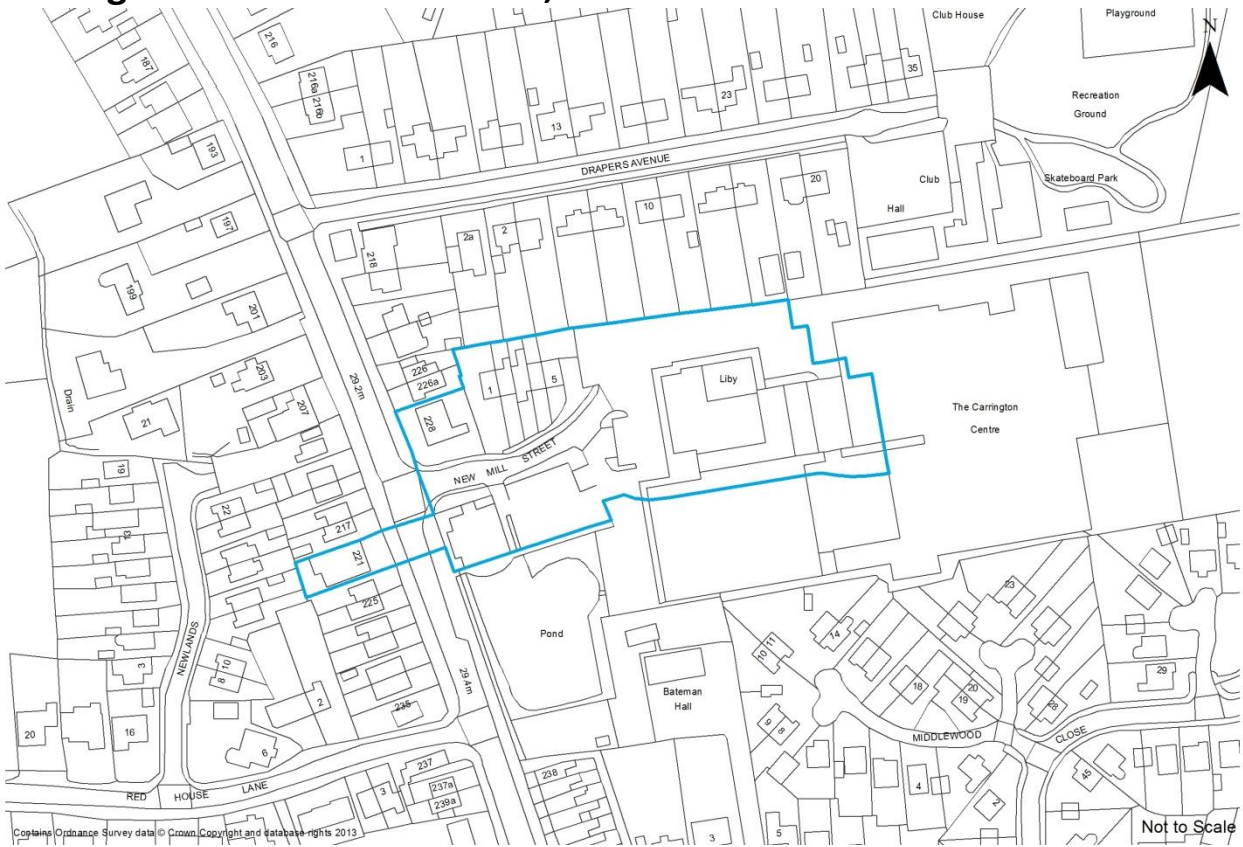 Club House
Playground
N
216
187
216a
216b
35
23
Recreation
Ground
13
193
1
DRAPERS AVENUE
Club
Skateboard Park
20
Hall
10
197
2
2a
218
199
201
29.2m
226
226a
1
5
Liby
203
The Carrington
Centre
Drain
207
21
228
NEW MILL STREET
19
22
217
221
23
225
14
10 11
Pond
NEWLANDS
3
8 10
29.4m
18
20
19
29
28
2
Bateman
Hall
235
9
8
MIDDLEWOOD
CLOSE
20
16
6
237
238
45
RED HOUSE LANE
3
237a
239a
4
2
3
5
Contains Ordnance Survey data © Crown Copyright and database rights 2013
Not to Scale